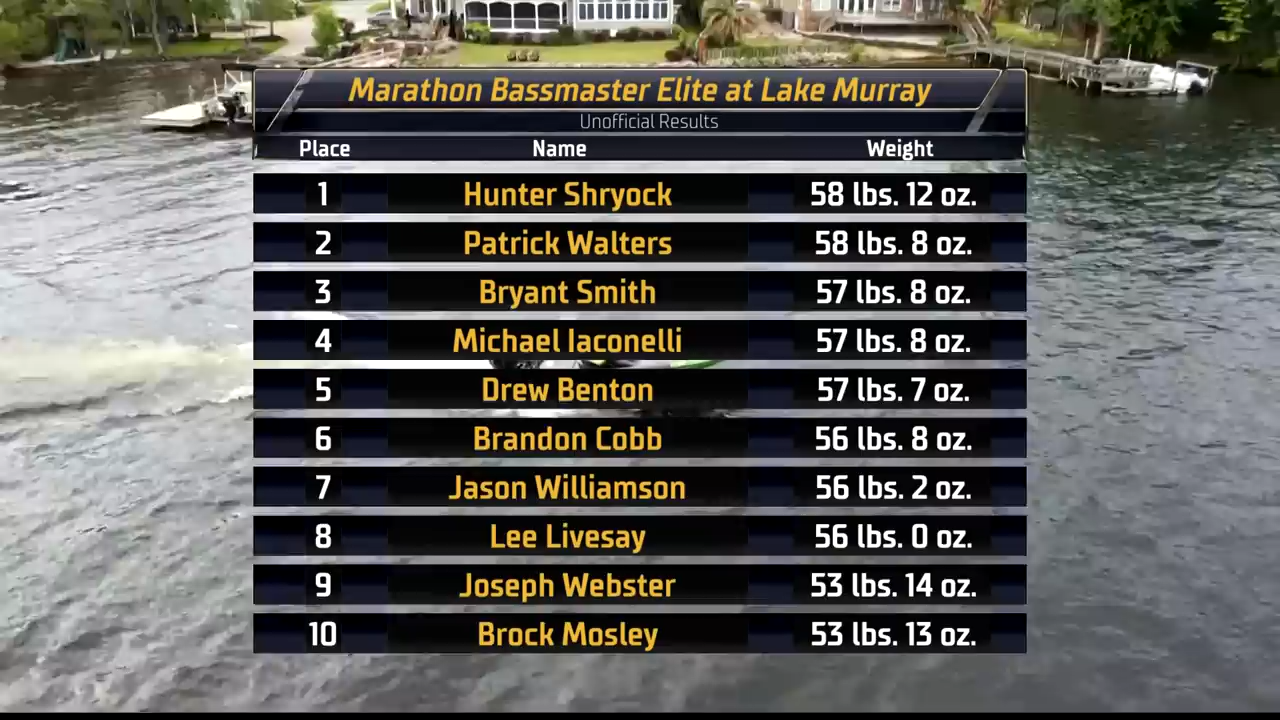 Marathon Bassmaster Elite at Lake Murray
Unofficial Results
Place Name Weight
1 Hunter Shryock 58 lbs. 12 oz.
2 Patrick Walters 58 lbs. 8 oz.
3 Bryant Smith 57 lbs. 8 oz.
4 Michael Iaconelli 57 lbs. 8 oz.
5 Drew Benton 57 lbs. 7 oz.
6 Brandon Cobb 56 lbs. 8 oz.
7 Jason Williamson 56 lbs. 2 oz.
8 Lee Livesay 56 lbs. 0 oz.
9 Joseph Webster 53 lbs. 14 oz.
10 Brock Mosley 53 lbs. 13 oz.